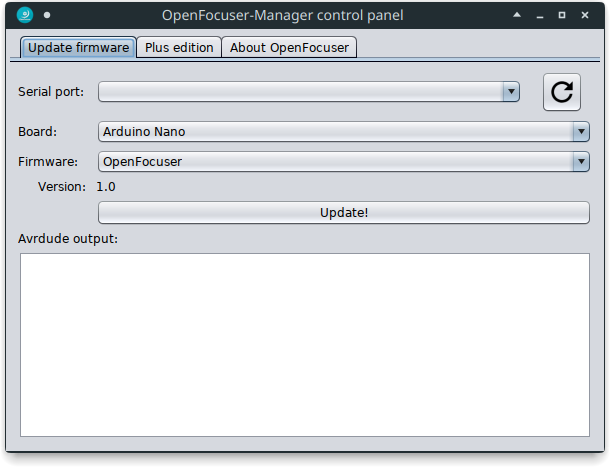 OpenFocuser-Manager control panel
Update firmware Plus edition About OpenFocuser
Serial port:
Board: Arduino Nano
Firmware: OpenFocuser
Version: 1.0
Update!
Avrdude output: